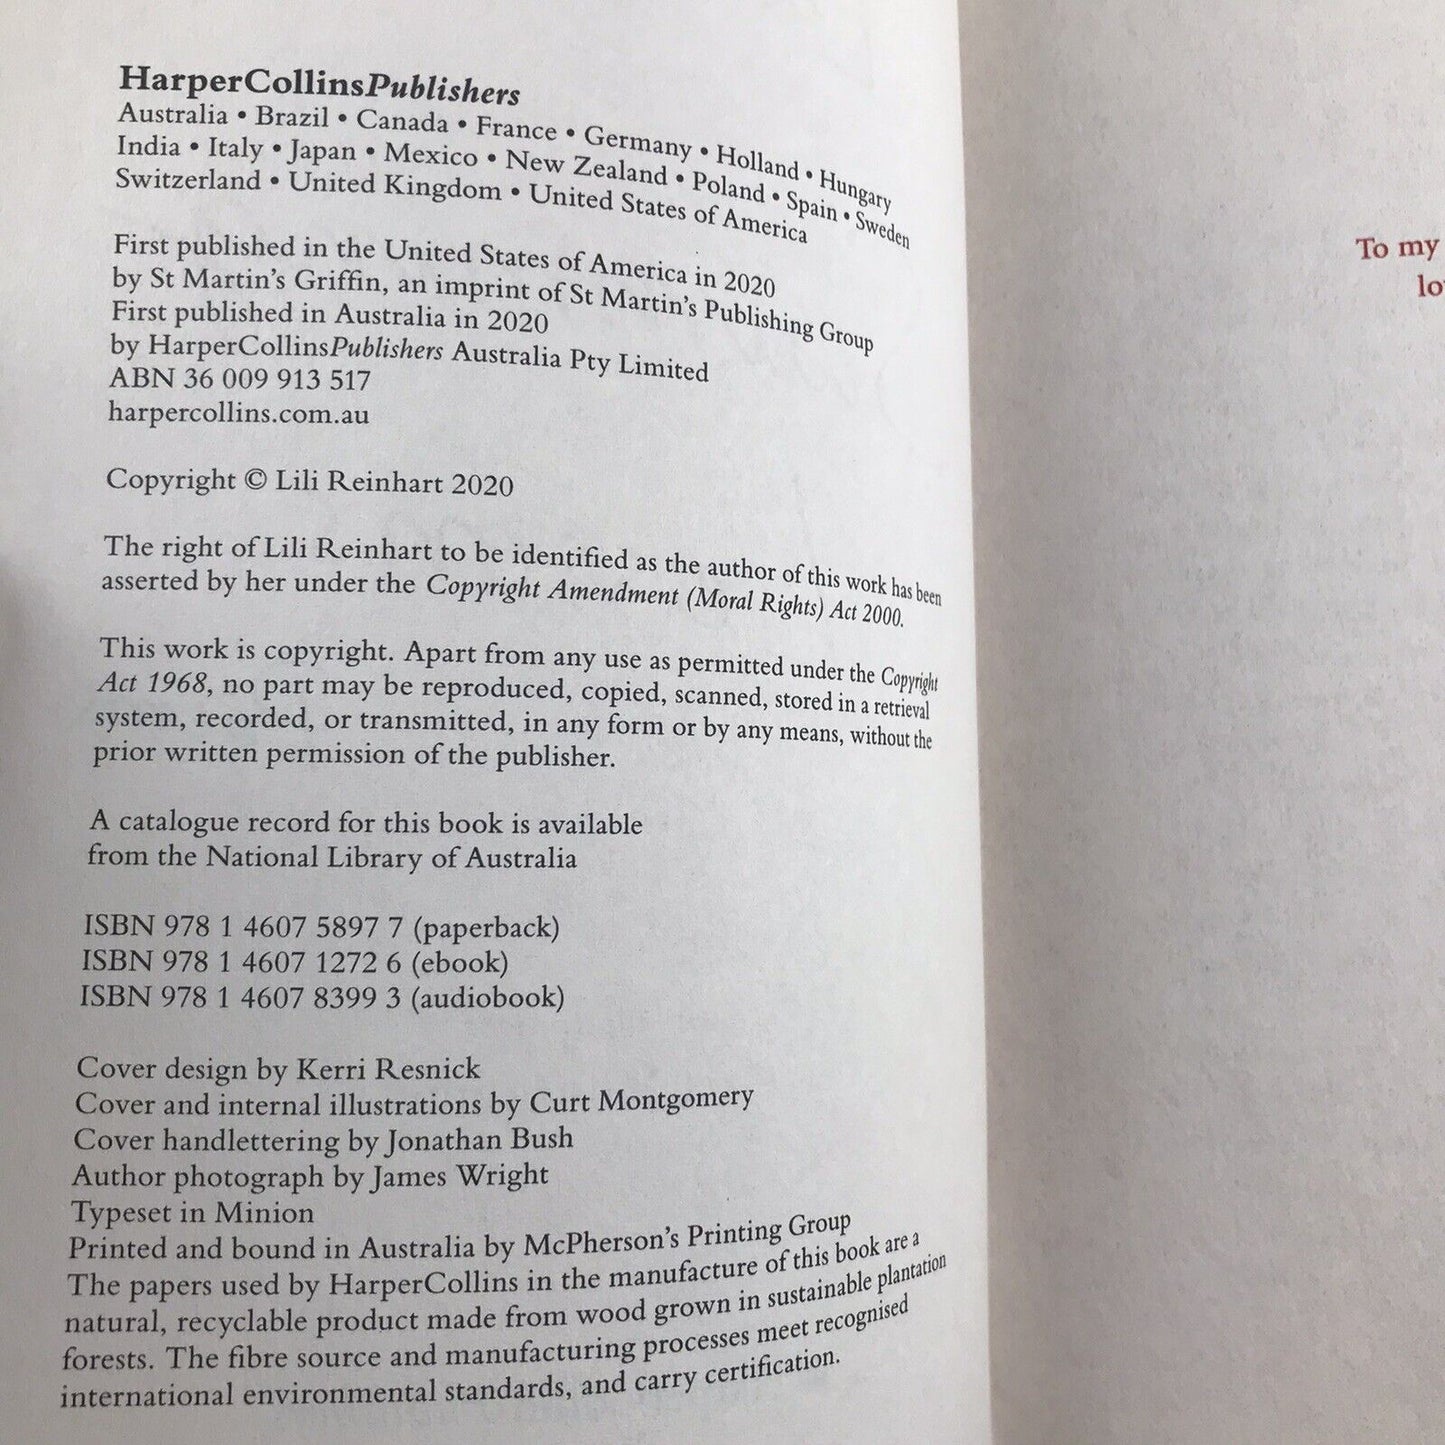 HarperCollinsPublishers
Australia • Brazil • Canada • France • Germany • Holland • Hungary
India • Italy • Japan • Mexico • New Zealand • Poland • Spain • Sweden
Switzerland • United Kingdom • United States of America
First published in the United States of America in 2020
by St Martin's Griffin, an imprint of St Martin's Publishing Group
First published in Australia in 2020
by HarperCollinsPublishers Australia Pty Limited
ABN 36 009 913 517
harpercollins.com.au
Copyright © Lili Reinhart 2020
The right of Lili Reinhart to be identified as the author of this work has been
asserted by her under the Copyright Amendment (Moral Rights) Act 2000.
This work is copyright. Apart from any use as permitted under the Copyright
Act 1968, no part may be reproduced, copied, scanned, stored in a retrieval
system, recorded, or transmitted, in any form or by any means, without the
prior written permission of the publisher.
A catalogue record for this book is available
from the National Library of Australia
ISBN 978 1 4607 5897 7 (paperback)
ISBN 978 1 4607 1272 6 (ebook)
ISBN 978 1 4607 8399 3 (audiobook)
Cover design by Kerri Resnick
Cover and internal illustrations by Curt Montgomery
Cover handlettering by Jonathan Bush
Author photograph by James Wright
Typeset in Minion
Printed and bound in Australia by McPherson's Printing Group
The papers used by HarperCollins in the manufacture of this book are a
natural, recyclable product made from wood grown in sustainable plantation
forests. The fibre source and manufacturing processes meet recognised
international environmental standards, and carry certification.
To my